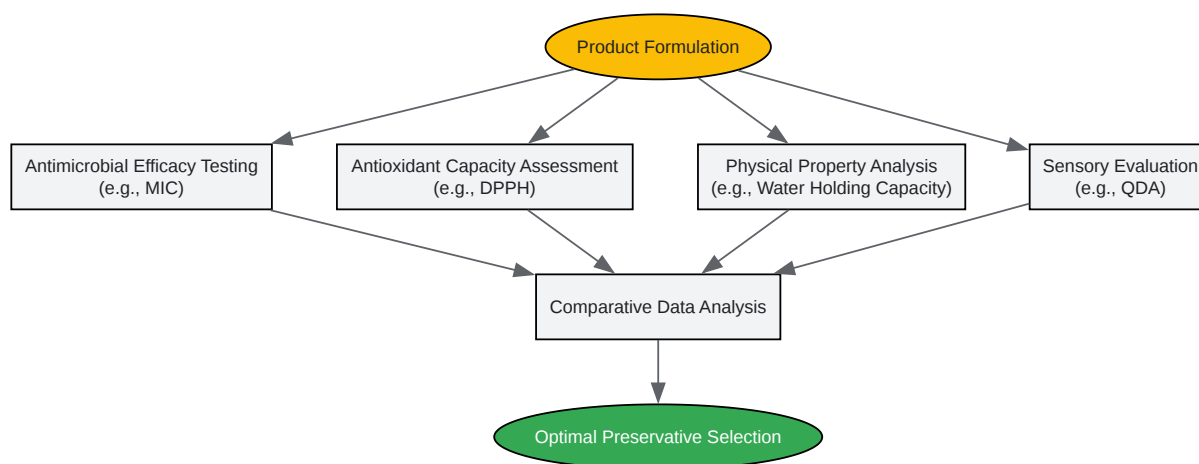 Product Formulation
Antimicrobial Efficacy Testing
(e.g., MIC)
Antioxidant Capacity Assessment
(e.g., DPPH)
Physical Property Analysis
(e.g., Water Holding Capacity)
Sensory Evaluation
(e.g., QDA)
Comparative Data Analysis
Optimal Preservative Selection